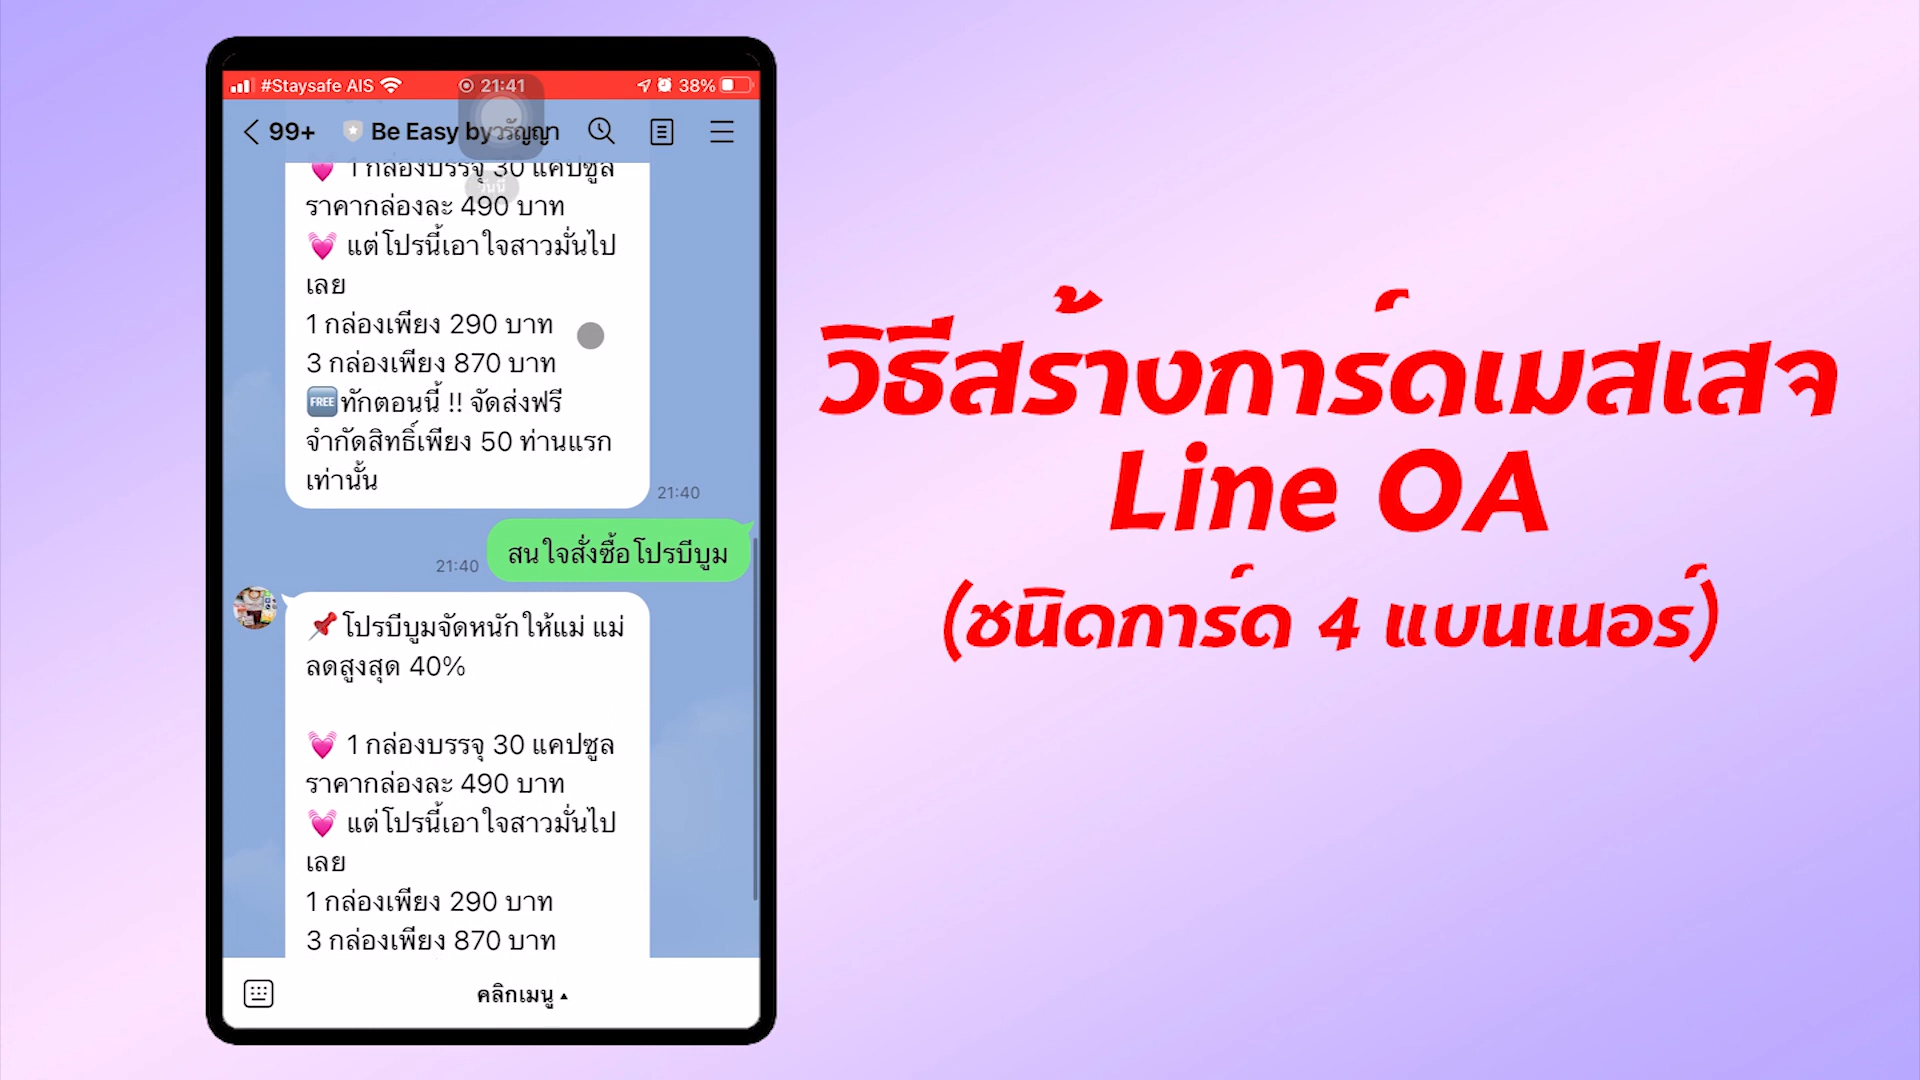 #Staysafe AIS 21:41 38%
99+ Be Easy byวรัญญา
วันนี้
💓 1 กล่องบรรจุ 30 แคปซูล
ราคากล่องละ 490 บาท
💓 แต่โปรนี้เอาใจสาวมั่นไป
เลย
1 กล่องเพียง 290 บาท
3 กล่องเพียง 870 บาท
🆓ทักตอนนี้ !! จัดส่งฟรี
จำกัดสิทธิ์เพียง 50 ท่านแรก
เท่านั้น
21:40
สนใจสั่งซื้อโปรบีบูม
21:40
📌โปรบีบูมจัดหนักให้แม่ แม่
ลดสูงสุด 40%
💓 1 กล่องบรรจุ 30 แคปซูล
ราคากล่องละ 490 บาท
💓 แต่โปรนี้เอาใจสาวมั่นไป
เลย
1 กล่องเพียง 290 บาท
3 กล่องเพียง 870 บาท
คลิกเมนู ▴
วิธีสร้างการ์ดเมสเสจ
Line OA
(ชนิดการ์ด 4 แบนเนอร์)